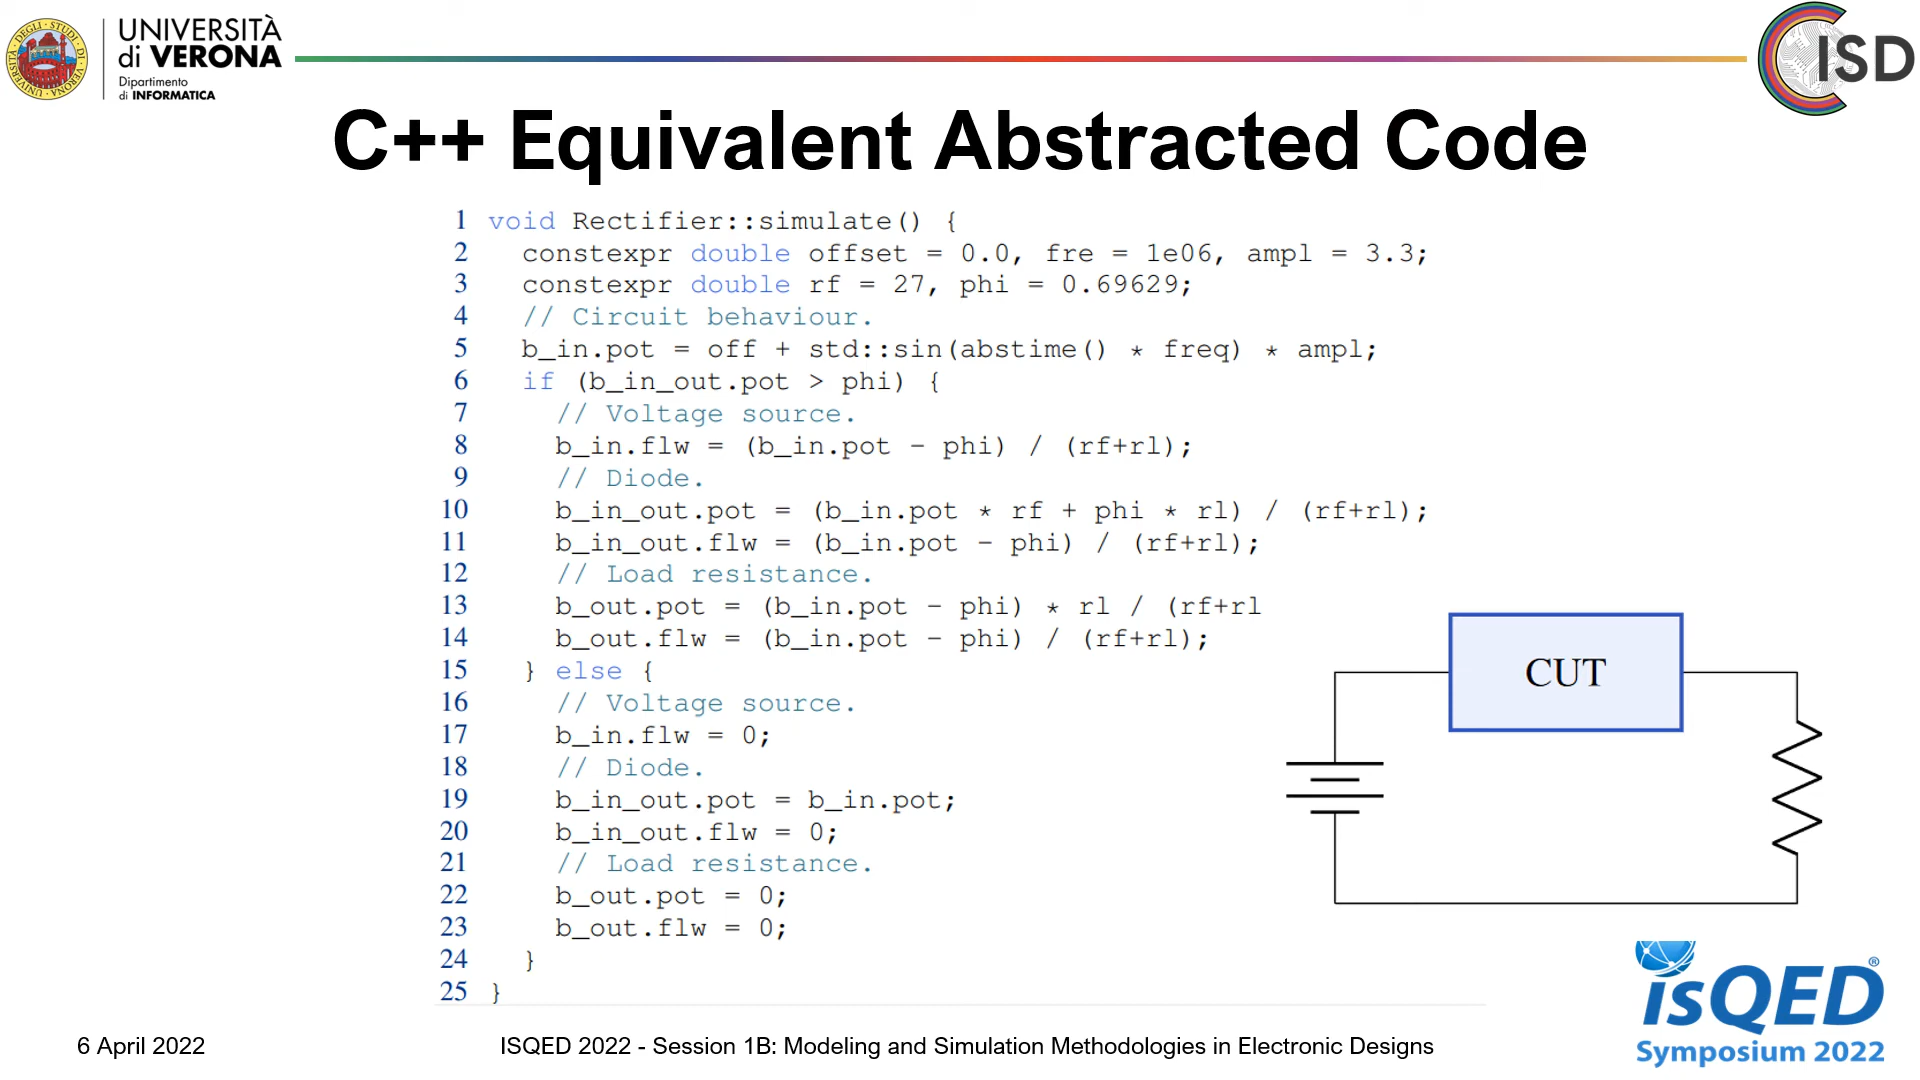 UNIVERSITÀ
di VERONA
Dipartimento
di INFORMATICA
ISD
C++ Equivalent Abstracted Code
1 void Rectifier::simulate() {
2 constexpr double offset = 0.0, fre = 1e06, ampl = 3.3;
3 constexpr double rf = 27, phi = 0.69629;
4 // Circuit behaviour.
5 b_in.pot = off + std::sin(abstime() * freq) * ampl;
6 if (b_in_out.pot > phi) {
7 // Voltage source.
8 b_in.flw = (b_in.pot - phi) / (rf+rl);
9 // Diode.
10 b_in_out.pot = (b_in.pot * rf + phi * rl) / (rf+rl);
11 b_in_out.flw = (b_in.pot - phi) / (rf+rl);
12 // Load resistance.
13 b_out.pot = (b_in.pot - phi) * rl / (rf+rl
14 b_out.flw = (b_in.pot - phi) / (rf+rl);
15 } else {
16 // Voltage source.
17 b_in.flw = 0;
18 // Diode.
19 b_in_out.pot = b_in.pot;
20 b_in_out.flw = 0;
21 // Load resistance.
22 b_out.pot = 0;
23 b_out.flw = 0;
24 }
25 }
CUT
isQED®
Symposium 2022
6 April 2022
ISQED 2022 - Session 1B: Modeling and Simulation Methodologies in Electronic Designs